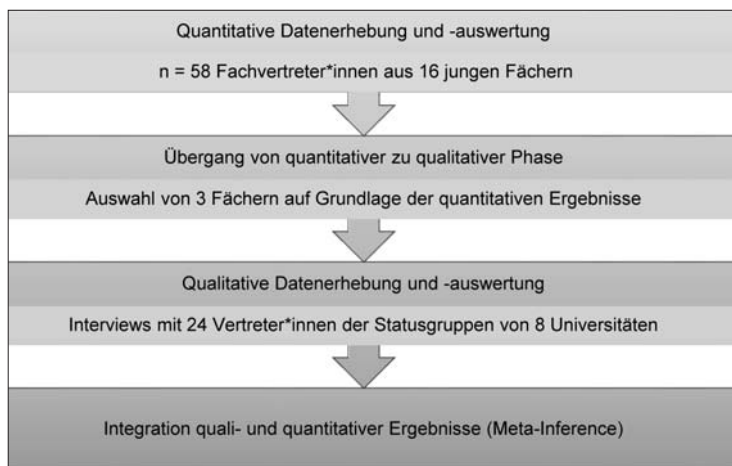 Quantitative Datenerhebung und -auswertung
n = 58 Fachvertreter*innen aus 16 jungen Fächern
Übergang von quantitativer zu qualitativer Phase
Auswahl von 3 Fächern auf Grundlage der quantitativen Ergebnisse
Qualitative Datenerhebung und -auswertung
Interviews mit 24 Vertreter*innen der Statusgruppen von 8 Universitäten
Integration quali- und quantitativer Ergebnisse (Meta-Inference)